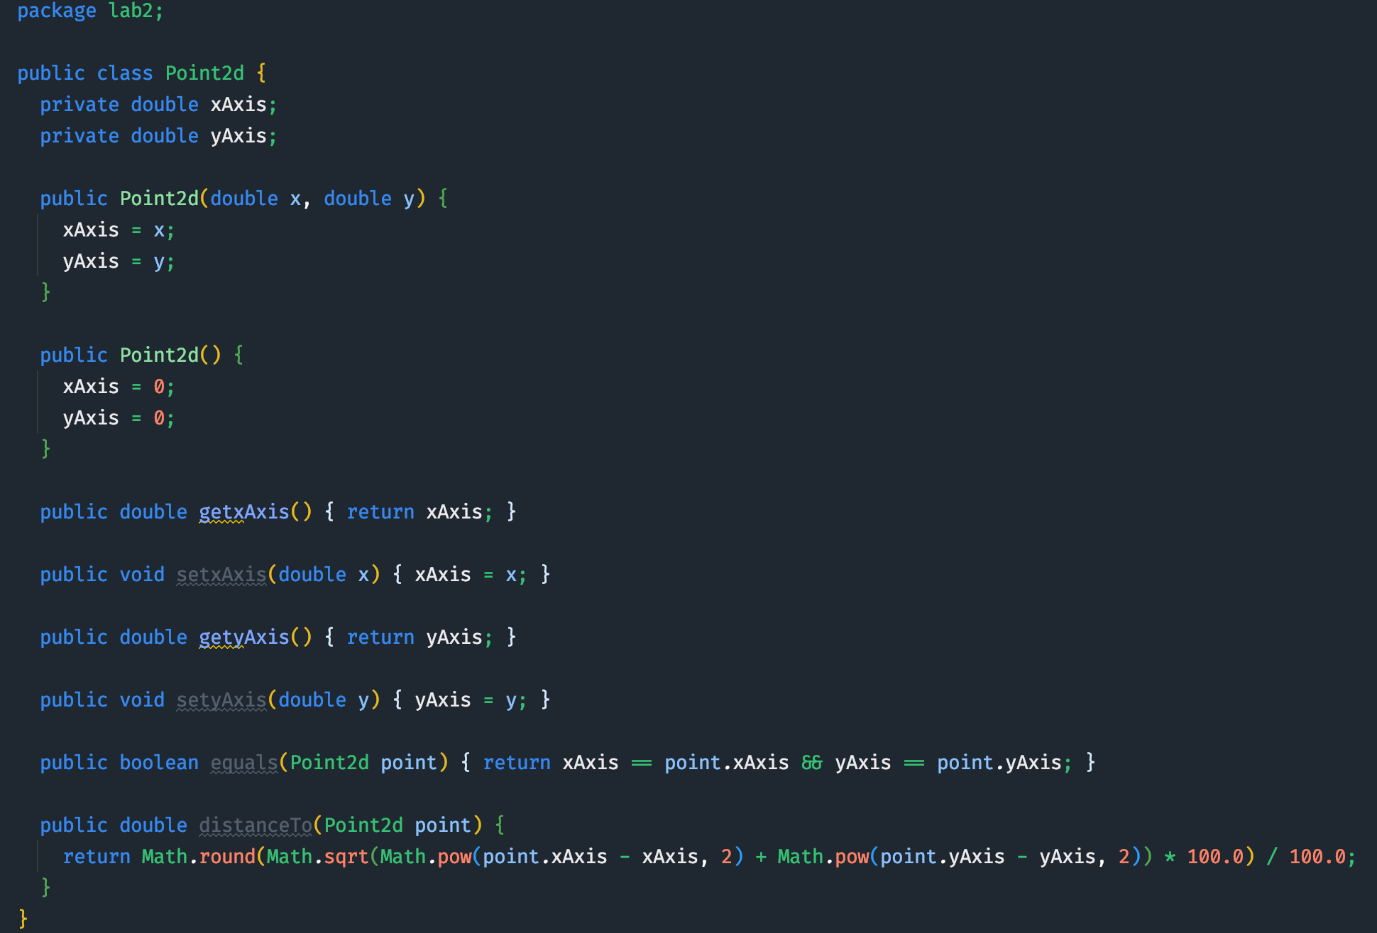 package lab2;
public class Point2d {
private double xAxis;
private double yAxis;
public Point2d(double x, double y) {
xAxis = x;
yAxis = y;
}
public Point2d() {
xAxis = 0;
yAxis = 0;
}
public double getxAxis() { return xAxis; }
public void setxAxis(double x) { xAxis = x; }
public double getyAxis() { return yAxis; }
public void setyAxis(double y) { yAxis = y; }
public boolean equals(Point2d point) { return xAxis == point.xAxis && yAxis == point.yAxis; }
public double distanceTo(Point2d point) {
return Math.round(Math.sqrt(Math.pow(point.xAxis - xAxis, 2) + Math.pow(point.yAxis - yAxis, 2)) * 100.0) / 100.0;
}
}